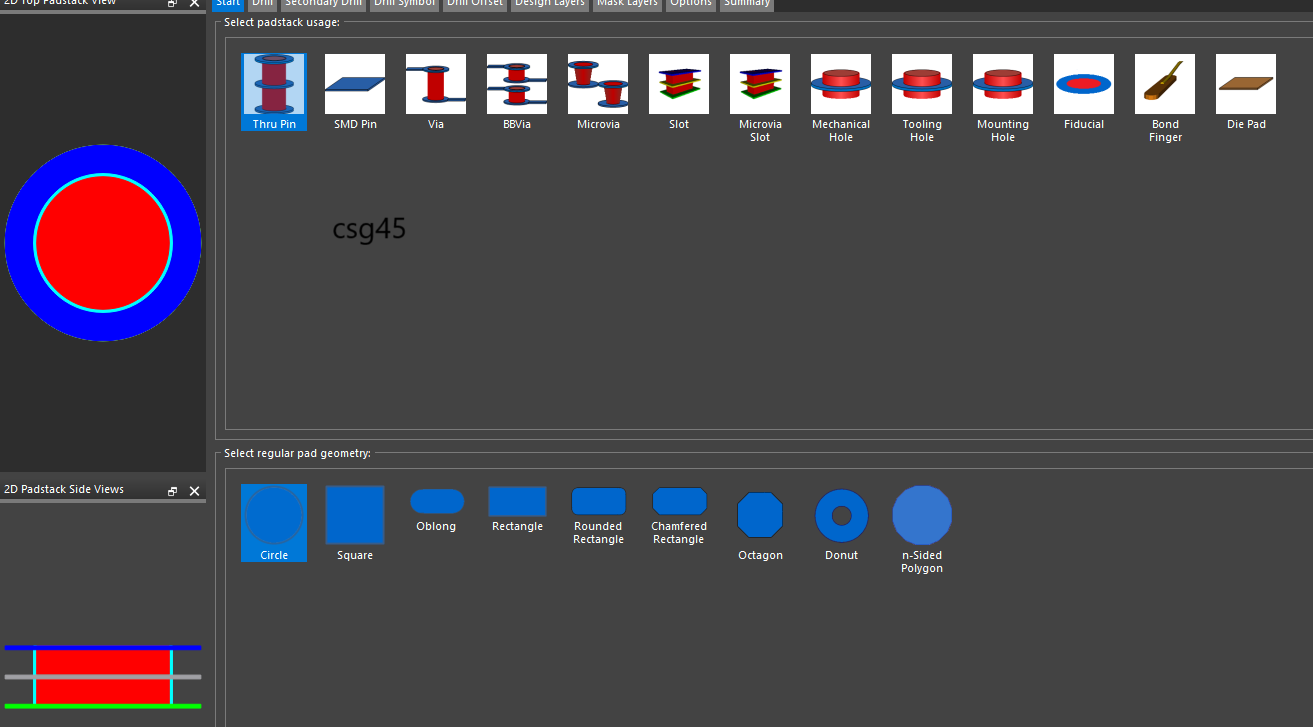 2D Top Padstack View
Start Drill Secondary Drill Drill Symbol Drill Offset Design Layers Mask Layers Options Summary
Select padstack usage:
Thru Pin
SMD Pin
Via
BBVia
Microvia
Slot
Microvia
Slot
Mechanical
Hole
Tooling
Hole
Mounting
Hole
Fiducial
Bond
Finger
Die Pad
csg45
Select regular pad geometry:
2D Padstack Side Views
Circle
Square
Oblong
Rectangle
Rounded
Rectangle
Chamfered
Rectangle
Octagon
Donut
n-Sided
Polygon